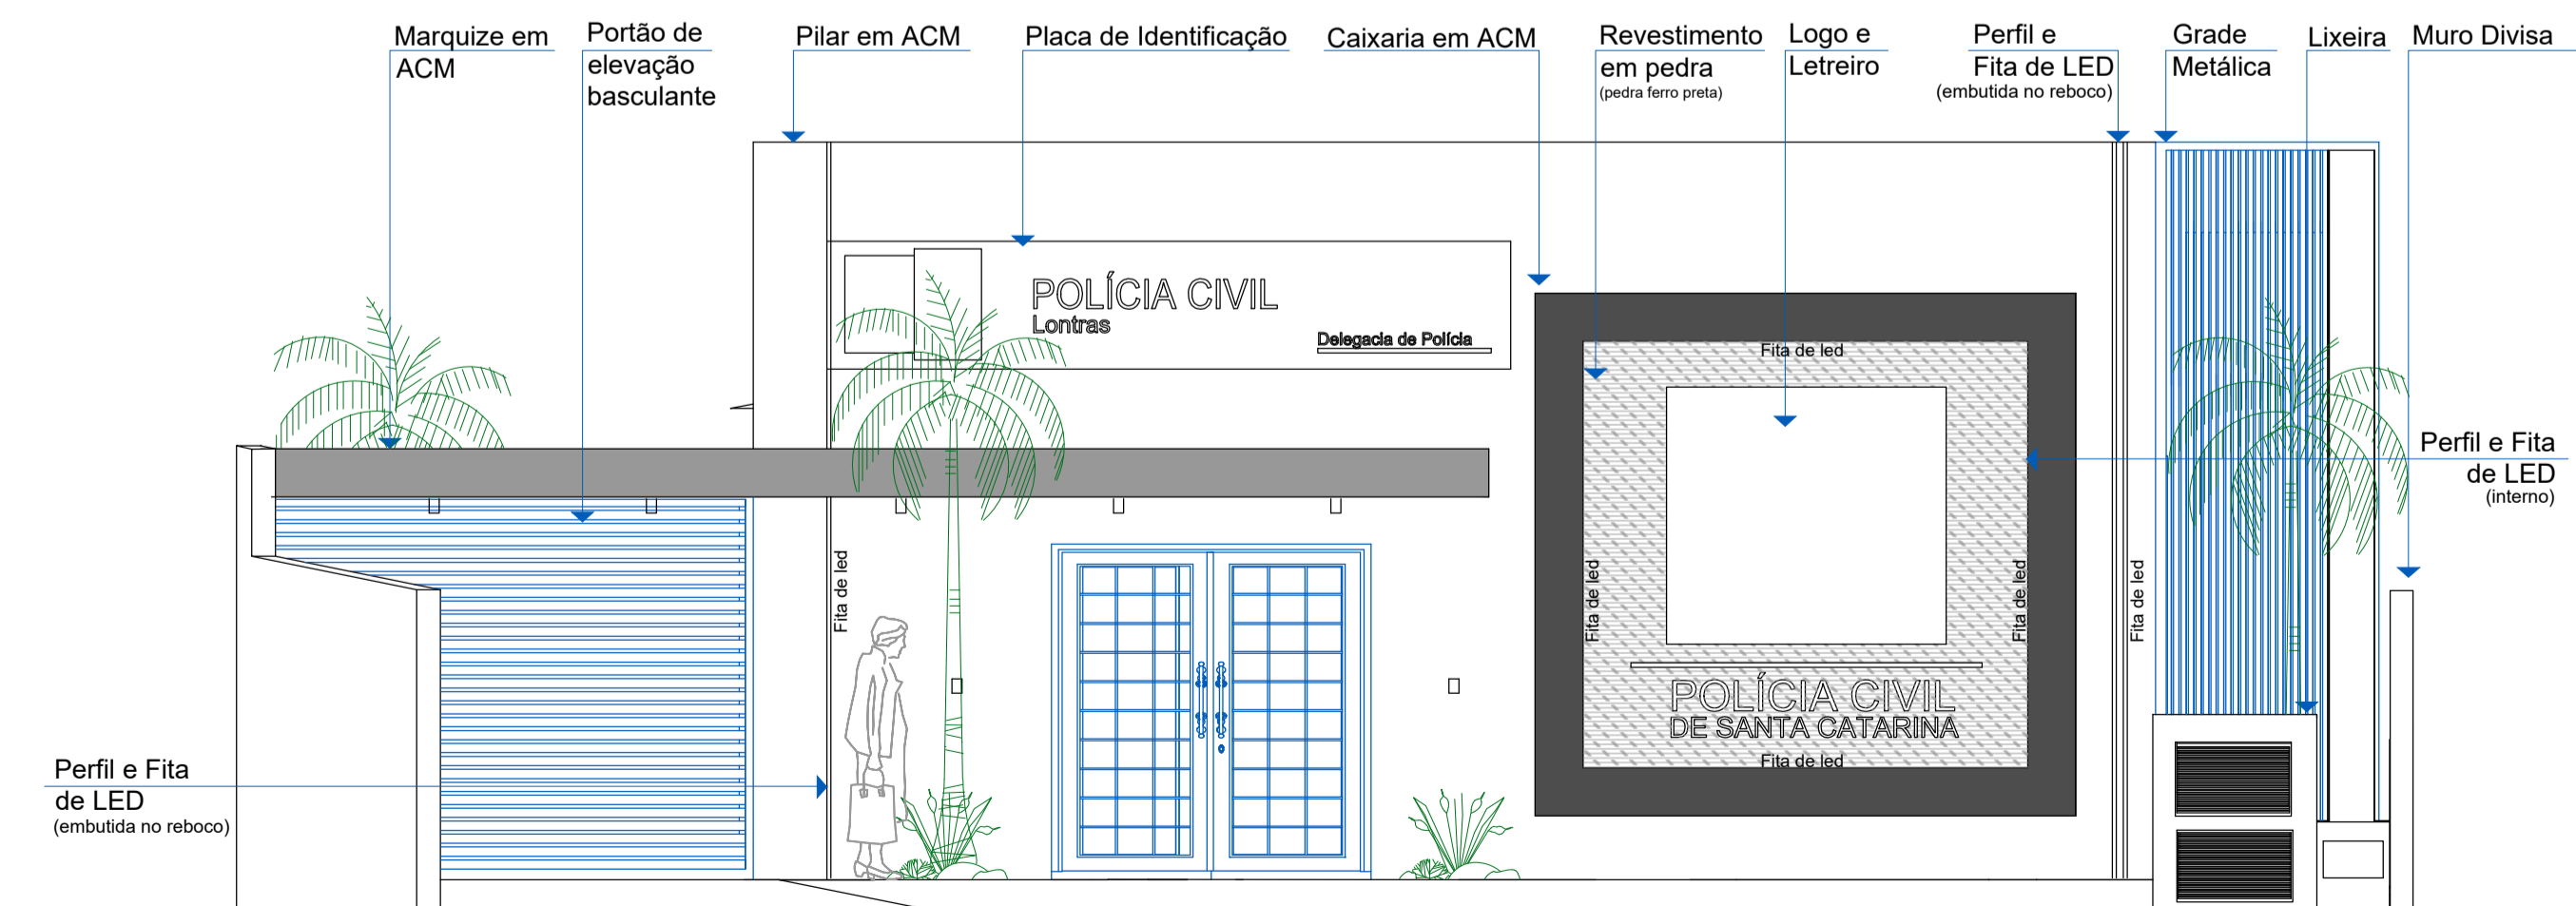 Marquize em
ACM
Portão de
elevação
basculante
Pilar em ACM
Placa de Identificação
Caixaria em ACM
Revestimento
em pedra
(pedra ferro preta)
Logo e
Letreiro
Perfil e
Fita de LED
(embutida no reboco)
Grade
Metálica
Lixeira
Muro Divisa
POLÍCIA CIVIL
Lontras
Delegacia de Polícia
Fita de led
Perfil e Fita
de LED
(interno)
Fita de led
Fita de led
Fita de led
Fita de led
POLÍCIA CIVIL
DE SANTA CATARINA
Fita de led
Perfil e Fita
de LED
(embutida no reboco)